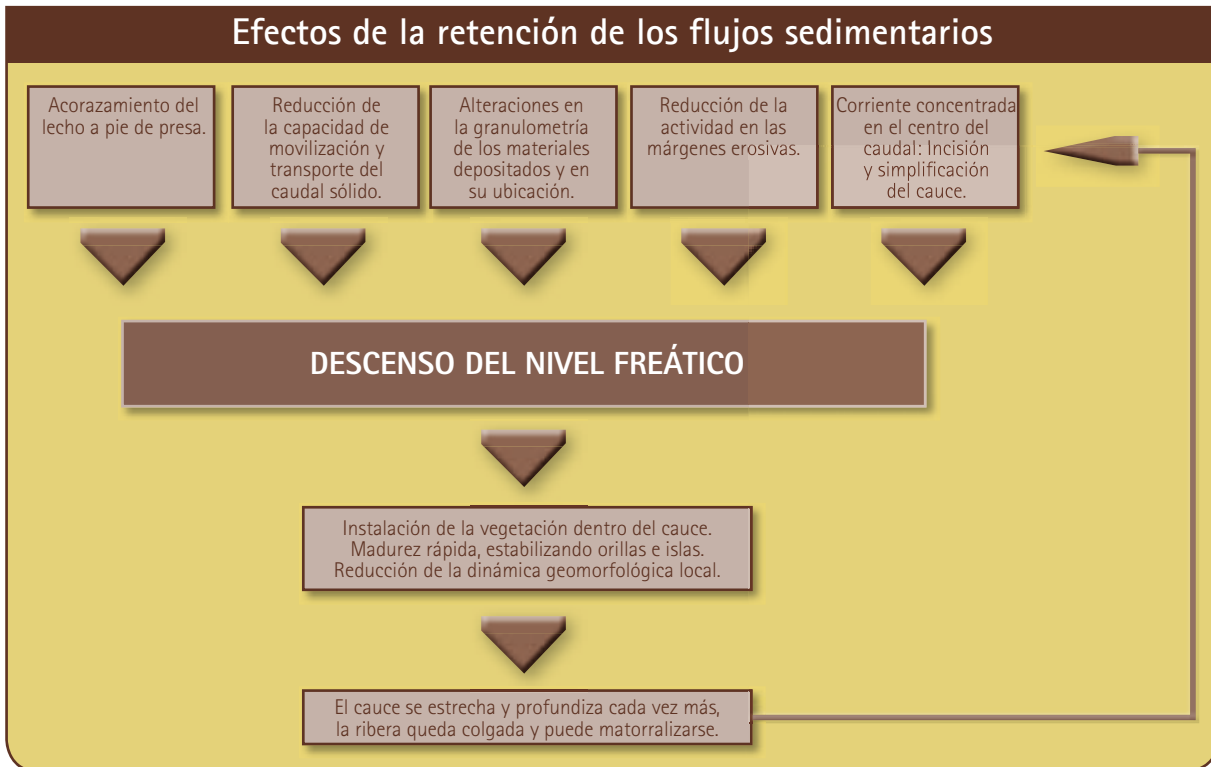 Efectos de la retención de los flujos sedimentarios
Acorazamiento del
lecho a pie de presa.
Reducción de
la capacidad de
movilización y
transporte del
caudal sólido.
Alteraciones en
la granulometría
de los materiales
depositados y en
su ubicación.
Reducción de la
actividad en las
márgenes erosivas.
Corriente concentrada
en el centro del
caudal: Incisión
y simplificación
del cauce.
DESCENSO DEL NIVEL FREÁTICO
Instalación de la vegetación dentro del cauce.
Madurez rápida, estabilizando orillas e islas.
Reducción de la dinámica geomorfológica local.
El cauce se estrecha y profundiza cada vez más,
la ribera queda colgada y puede matorralizarse.